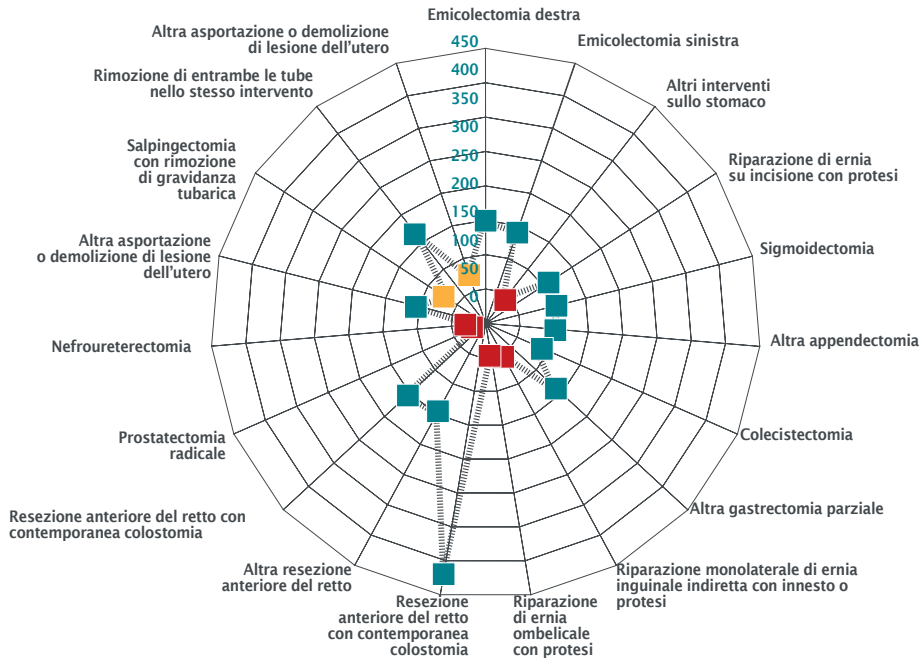 Emicolectomia destra
Emicolectomia sinistra
Altri interventi
sullo stomaco
Riparazione di ernia
su incisione con protesi
Sigmoidectomia
Altra appendectomia
Colecistectomia
Altra gastrectomia parziale
Riparazione monolaterale di ernia
inguinale indiretta con innesto o
protesi
Riparazione
di ernia
ombelicale
con protesi
Resezione
anteriore del retto
con contemporanea
colostomia
Altra resezione
anteriore del retto
Resezione anteriore del retto con
contemporanea colostomia
Prostatectomia
radicale
Nefroureterectomia
Altra asportazione
o demolizione di lesione
dell'utero
Salpingectomia
con rimozione
di gravidanza
tubarica
Rimozione di entrambe le tube
nello stesso intervento
Altra asportazione o demolizione
di lesione dell'utero
450
400
350
300
250
200
150
100
50
0